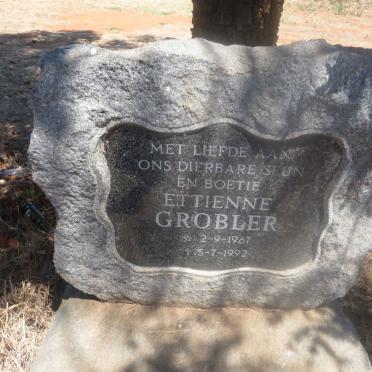 MET LIEFDE AAN
ONS DIERBARE SEUN
EN BOETIE
ETTIENNE
GROBLER
☆ 2-9-1967
✝ 5-7-1992